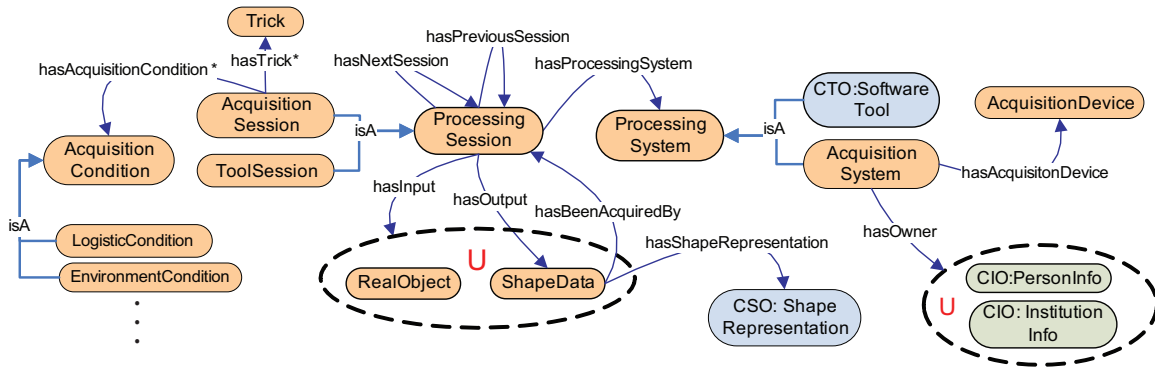 Trick
hasPreviousSession
hasTrick*
hasNextSession
hasAcquisitionCondition *
hasProcessingSystem
CTO:Software
Tool
AcquisitionDevice
Acquisition
Session
isA
Processing
Session
Processing
System
isA
Acquisition
Condition
ToolSession
Acquisition
System
hasAcquisitonDevice
hasInput
hasOutput
hasBeenAcquiredBy
isA
hasOwner
LogisticCondition
hasShapeRepresentation
EnvironmentCondition
U
RealObject
ShapeData
CIO:PersonInfo
CSO: Shape
Representation
U
CIO: Institution
Info